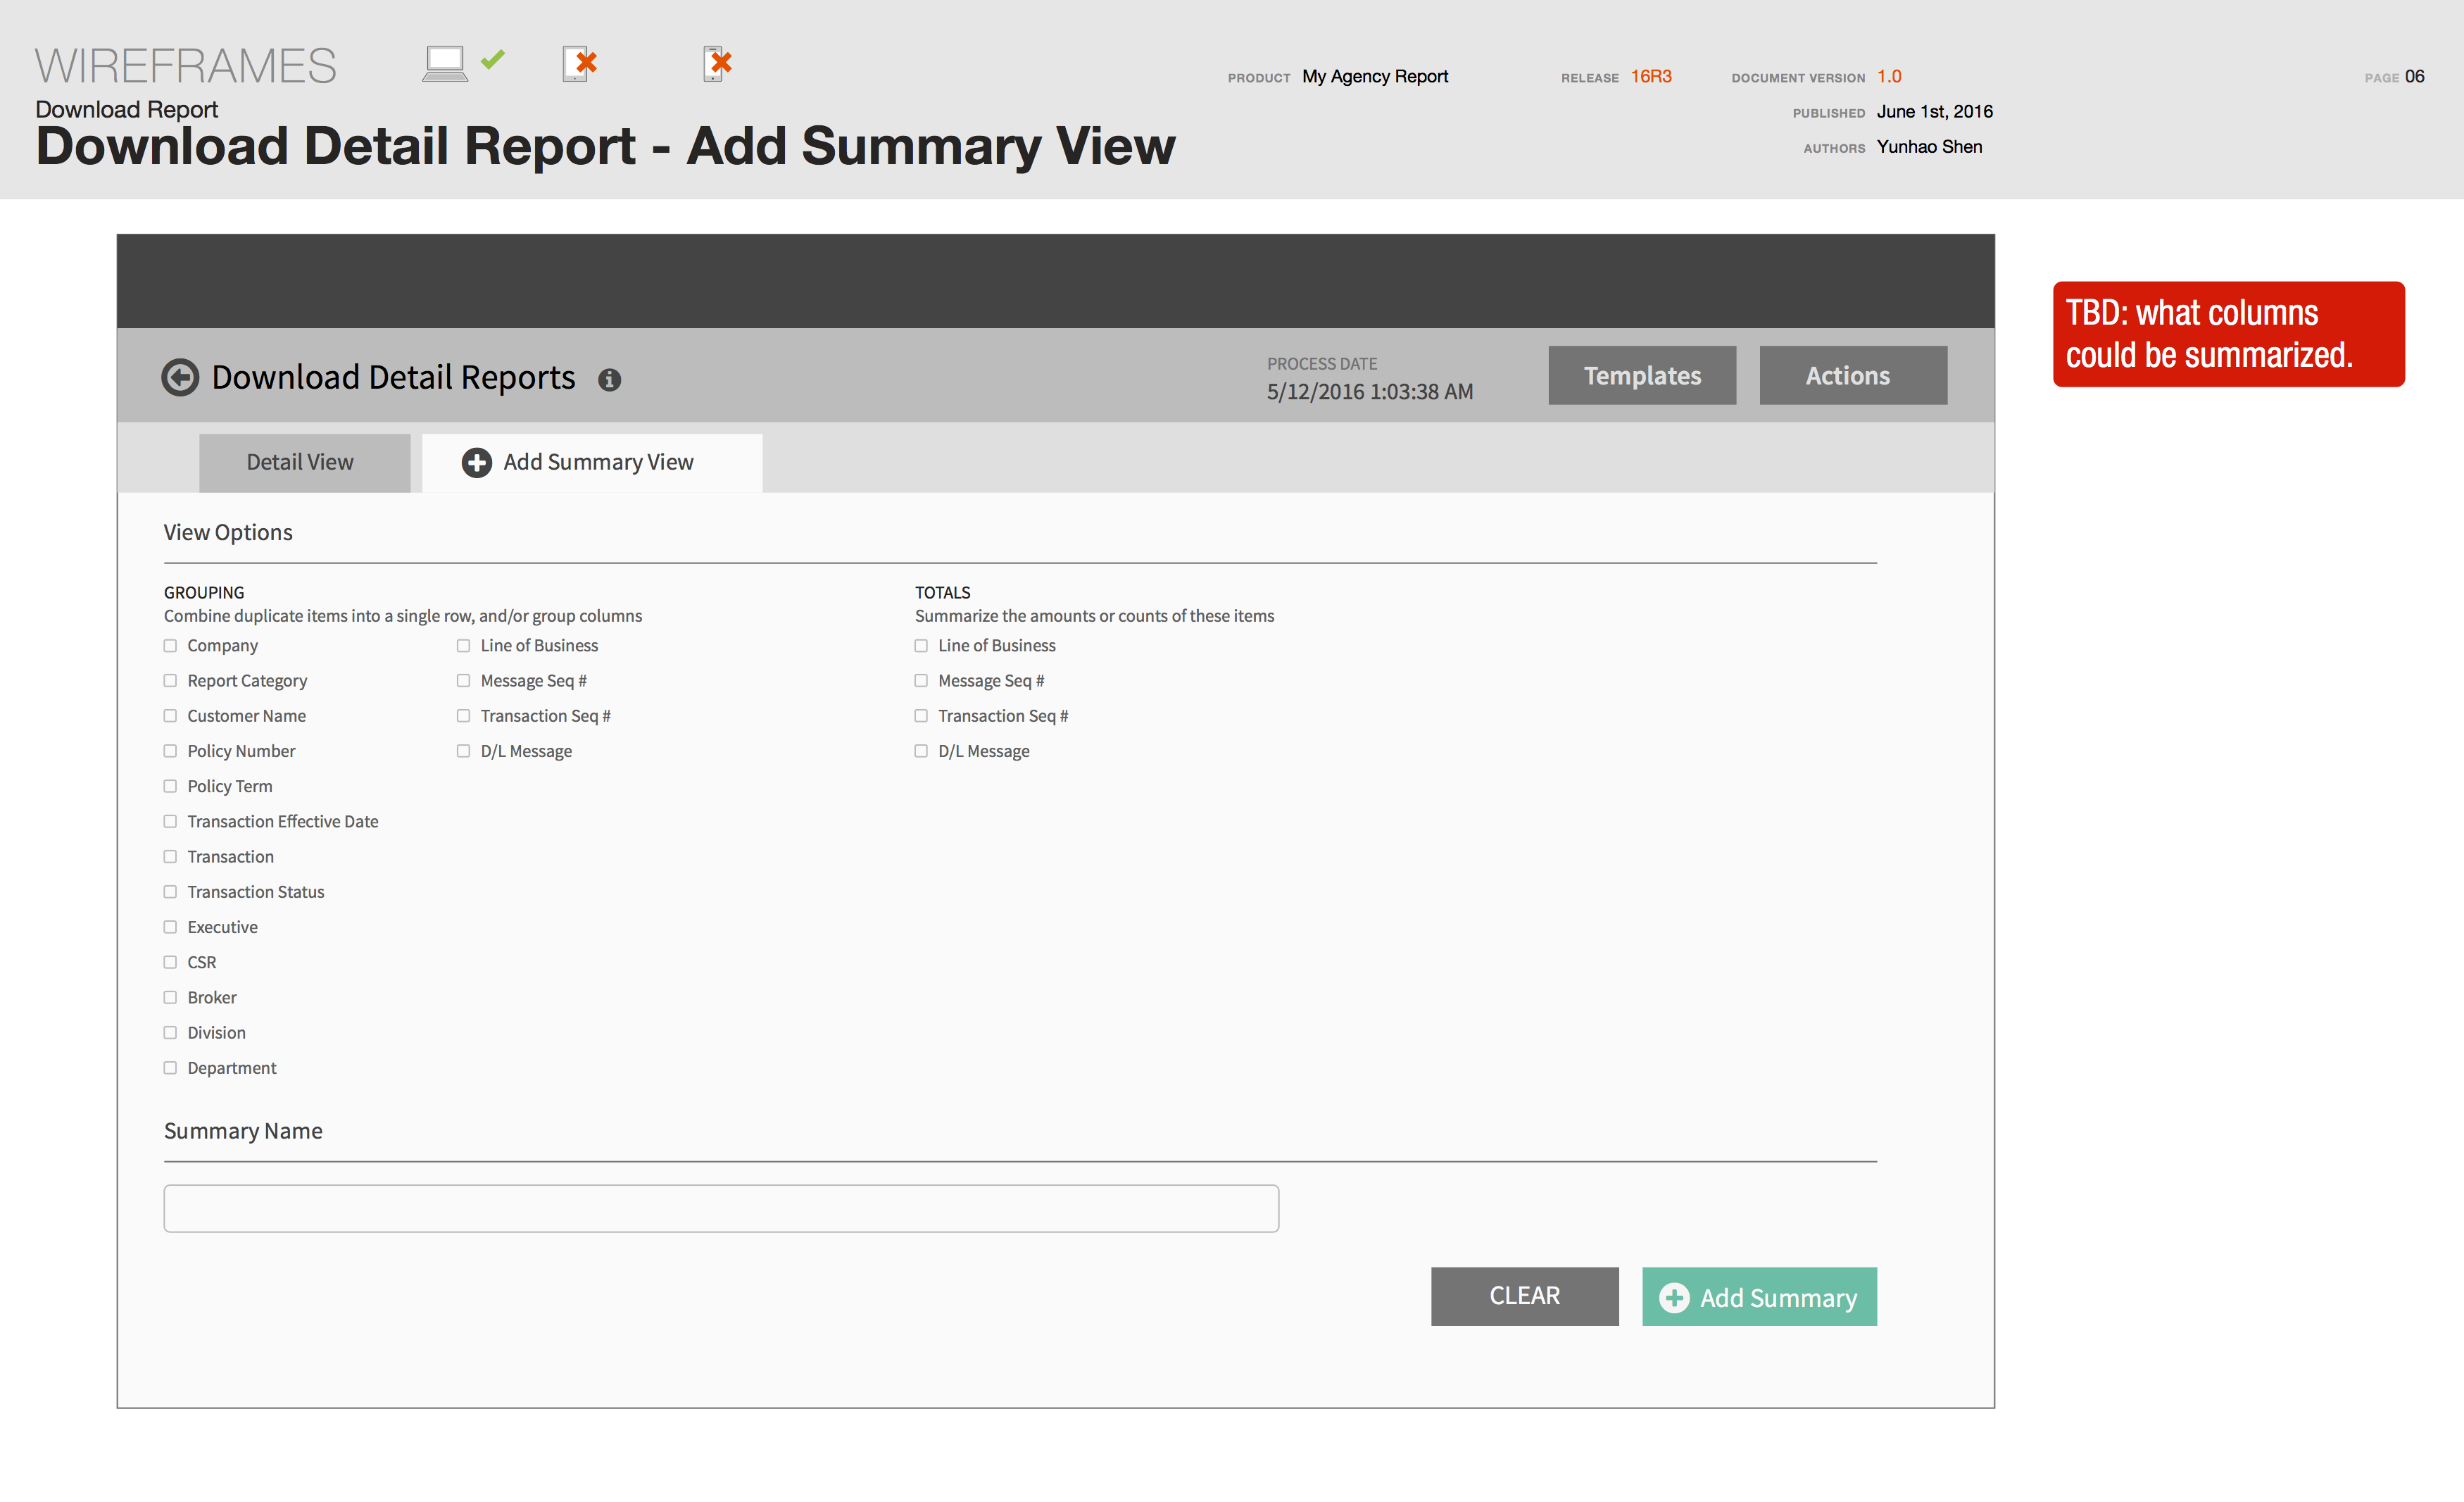 WIREFRAMES
PRODUCT My Agency Report
RELEASE 16R3
DOCUMENT VERSION 1.0
PAGE 06
Download Report
PUBLISHED June 1st, 2016
Download Detail Report - Add Summary View
AUTHORS Yunhao Shen
TBD: what columns
could be summarized.
Download Detail Reports
PROCESS DATE
5/12/2016 1:03:38 AM
Templates
Actions
Detail View
Add Summary View
View Options
GROUPING
Combine duplicate items into a single row, and/or group columns
Company
Report Category
Customer Name
Policy Number
Policy Term
Transaction Effective Date
Transaction
Transaction Status
Executive
CSR
Broker
Division
Department
Line of Business
Message Seq #
Transaction Seq #
D/L Message
TOTALS
Summarize the amounts or counts of these items
Line of Business
Message Seq #
Transaction Seq #
D/L Message
Summary Name
CLEAR
Add Summary